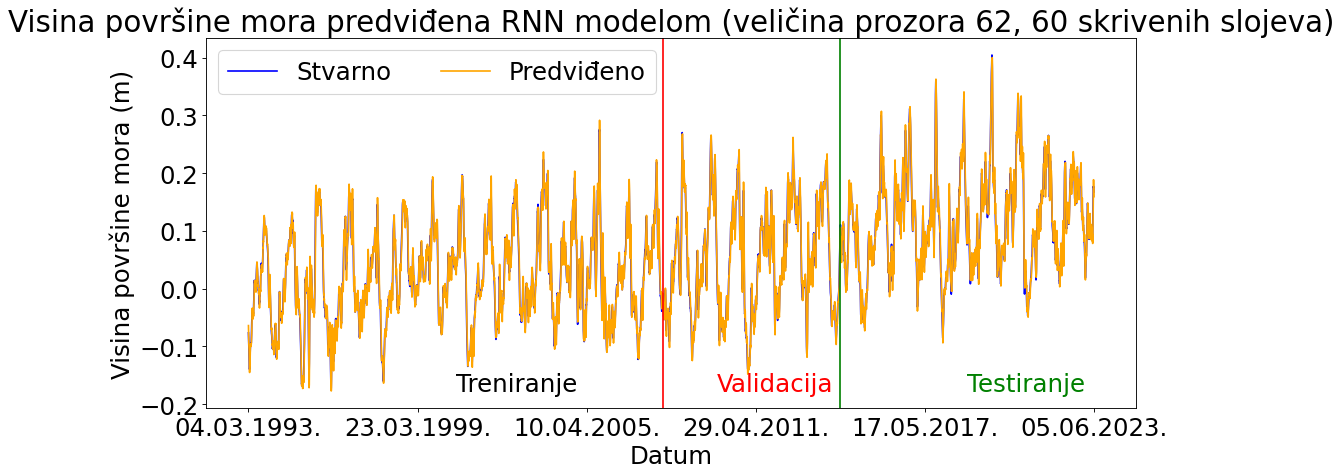 Visina površine mora predviđena RNN modelom (veličina prozora 62, 60 skrivenih slojeva)
Stvarno Predviđeno
Visina površine mora (m)
0.4
0.3
0.2
0.1
0.0
−0.1
−0.2
Treniranje Validacija Testiranje
04.03.1993. 23.03.1999. 10.04.2005. 29.04.2011. 17.05.2017. 05.06.2023.
Datum